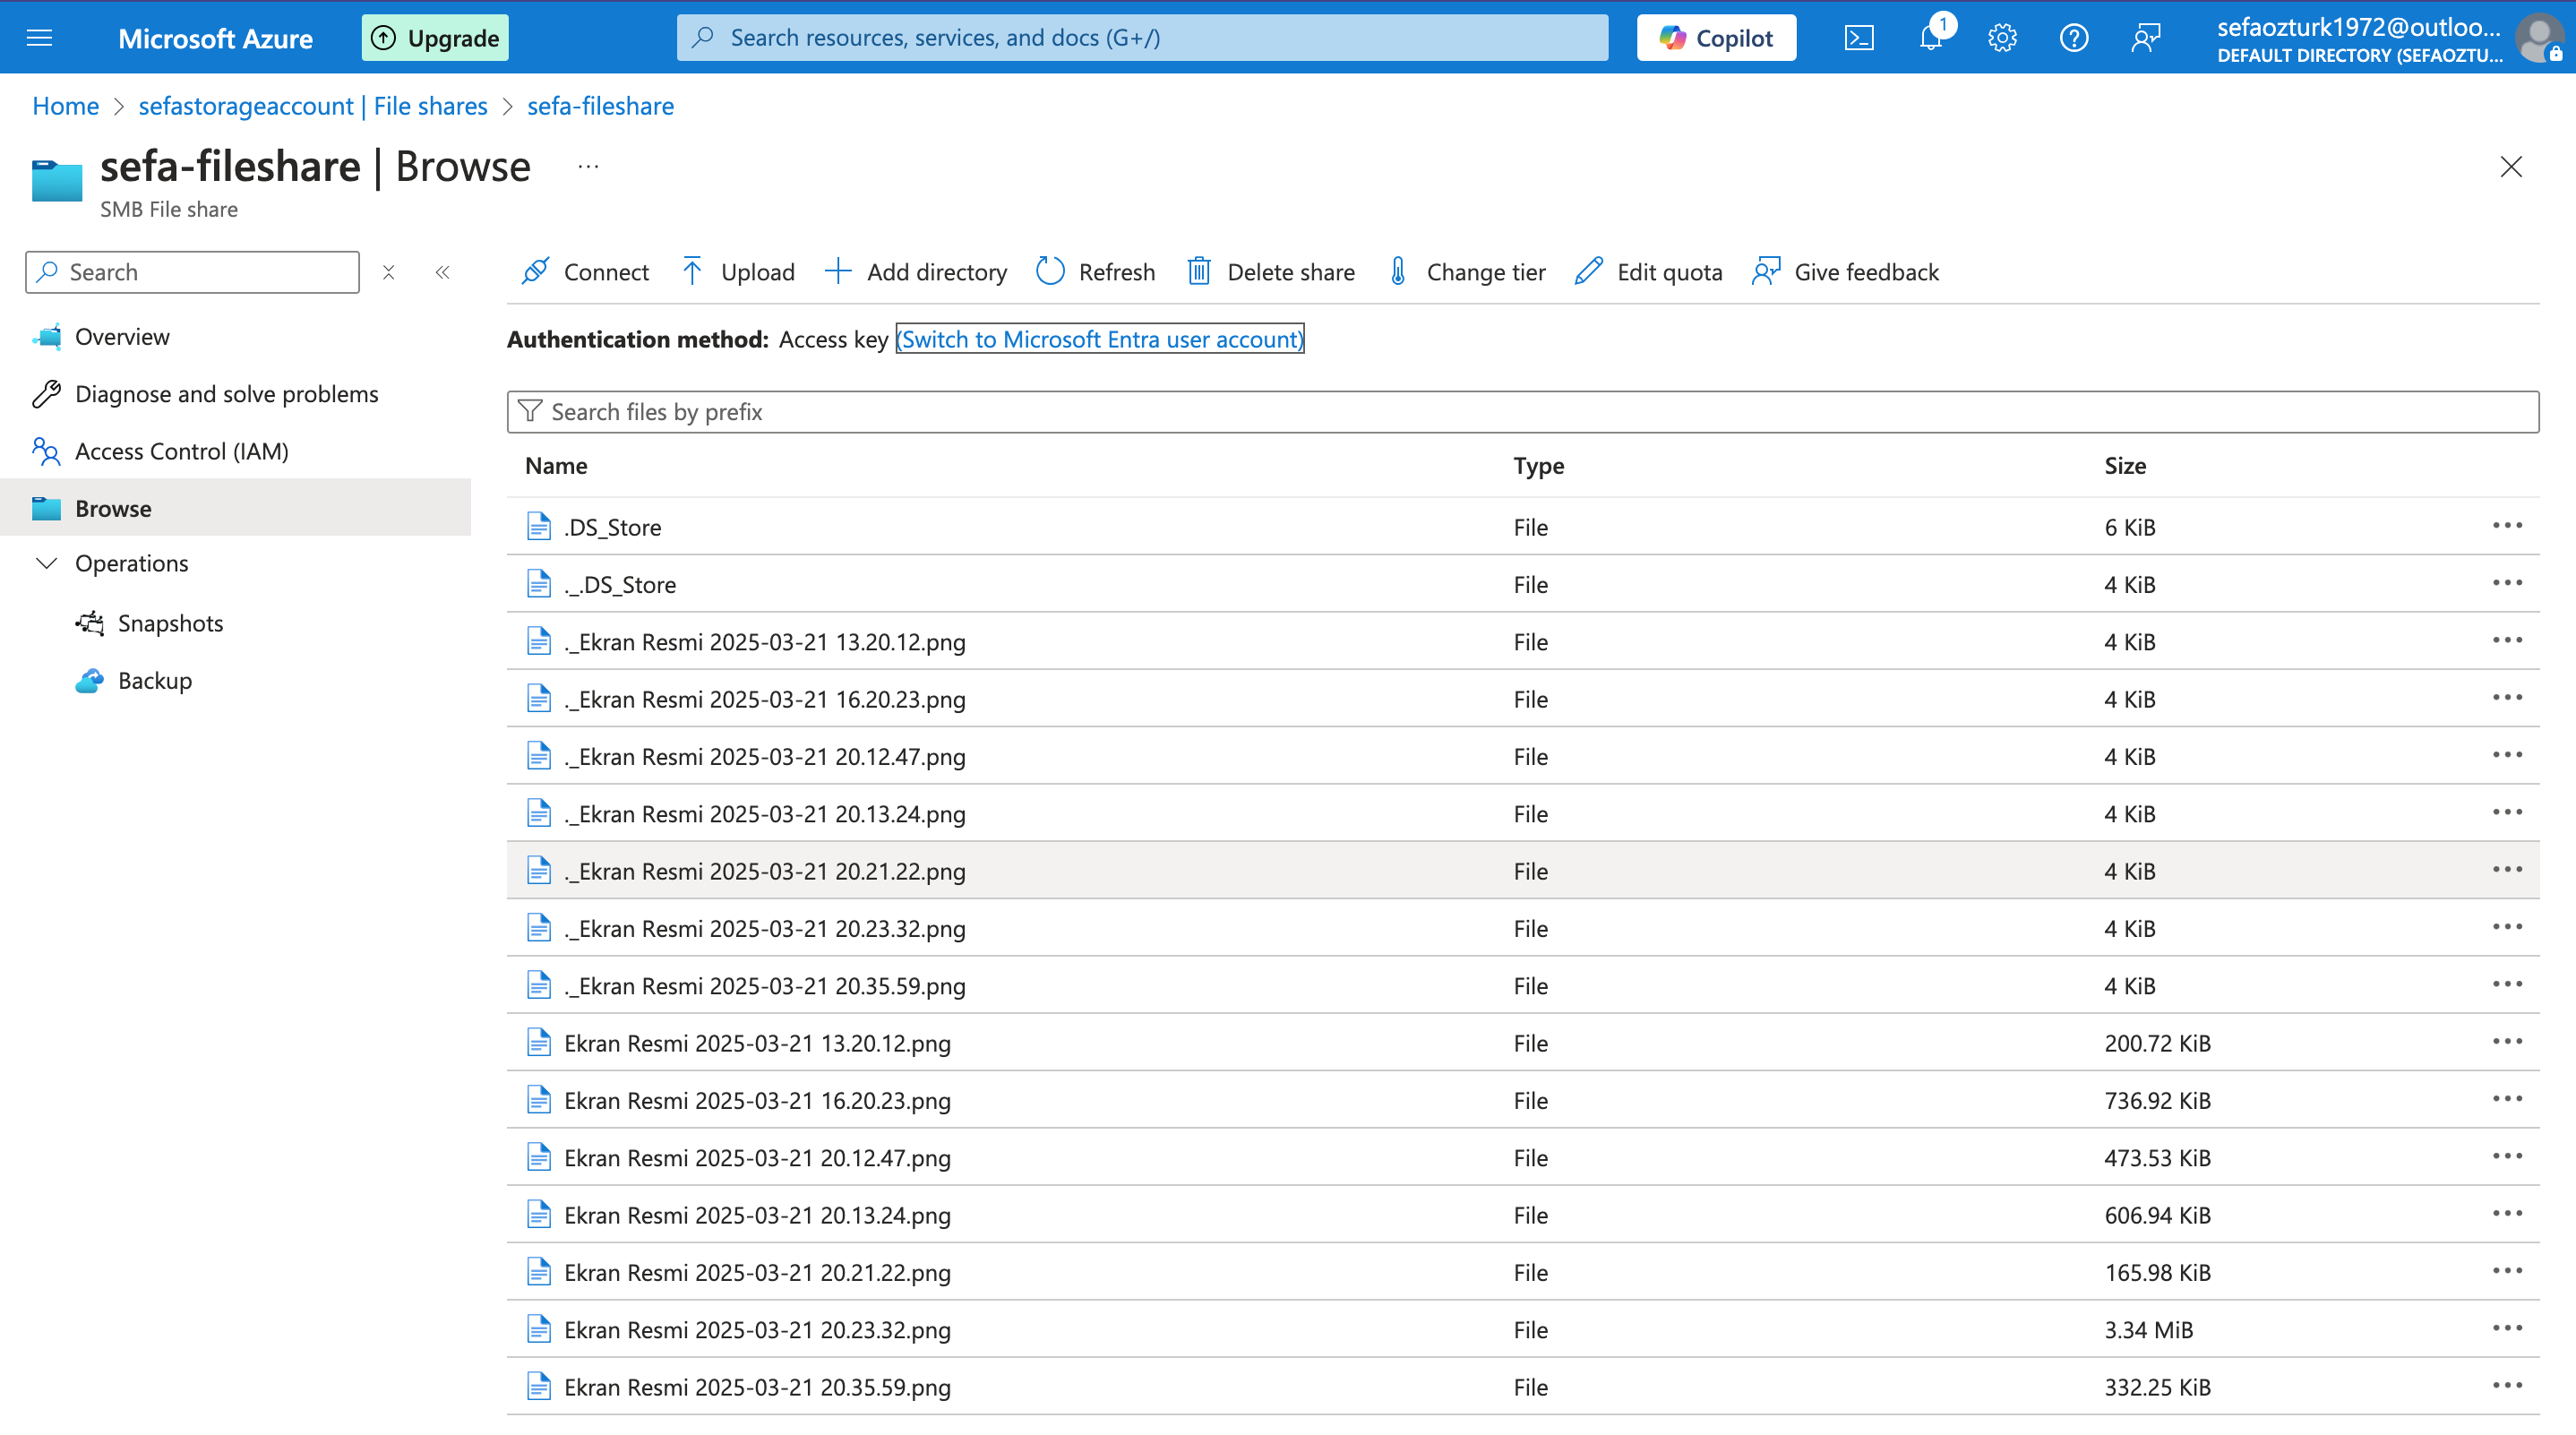 Microsoft Azure
Upgrade
Search resources, services, and docs (G+/)
Copilot
1
sefaozturk1972@outloo...
DEFAULT DIRECTORY (SEFAOZTU...
Home > sefastorageaccount | File shares > sefa-fileshare
sefa-fileshare | Browse ...
SMB File share
Search
Overview
Diagnose and solve problems
Access Control (IAM)
Browse
Operations
Snapshots
Backup
Connect Upload Add directory Refresh Delete share Change tier Edit quota Give feedback
Authentication method: Access key (Switch to Microsoft Entra user account)
Search files by prefix
Name Type Size
.DS_Store File 6 KiB
._.DS_Store File 4 KiB
._Ekran Resmi 2025-03-21 13.20.12.png File 4 KiB
._Ekran Resmi 2025-03-21 16.20.23.png File 4 KiB
._Ekran Resmi 2025-03-21 20.12.47.png File 4 KiB
._Ekran Resmi 2025-03-21 20.13.24.png File 4 KiB
._Ekran Resmi 2025-03-21 20.21.22.png File 4 KiB
._Ekran Resmi 2025-03-21 20.23.32.png File 4 KiB
._Ekran Resmi 2025-03-21 20.35.59.png File 4 KiB
Ekran Resmi 2025-03-21 13.20.12.png File 200.72 KiB
Ekran Resmi 2025-03-21 16.20.23.png File 736.92 KiB
Ekran Resmi 2025-03-21 20.12.47.png File 473.53 KiB
Ekran Resmi 2025-03-21 20.13.24.png File 606.94 KiB
Ekran Resmi 2025-03-21 20.21.22.png File 165.98 KiB
Ekran Resmi 2025-03-21 20.23.32.png File 3.34 MiB
Ekran Resmi 2025-03-21 20.35.59.png File 332.25 KiB